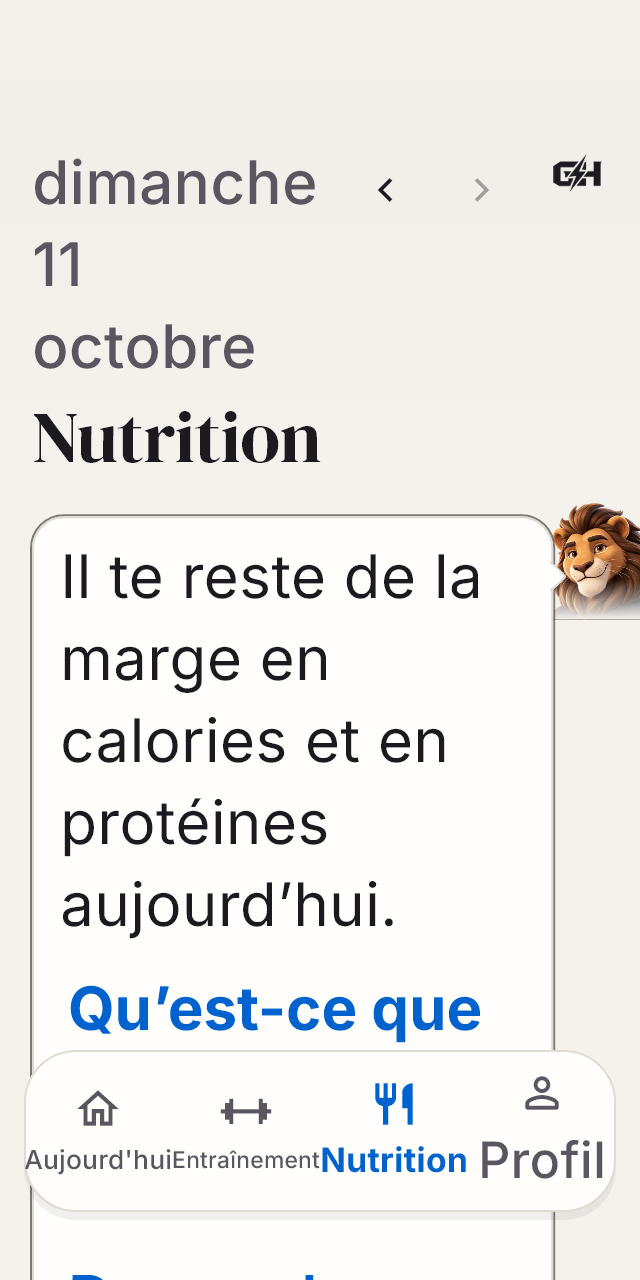 dimanche
11
octobre
GH
Nutrition
Il te reste de la
marge en
calories et en
protéines
aujourd’hui.
Qu’est-ce que
Aujourd'hui
Entraînement
Nutrition
Profil